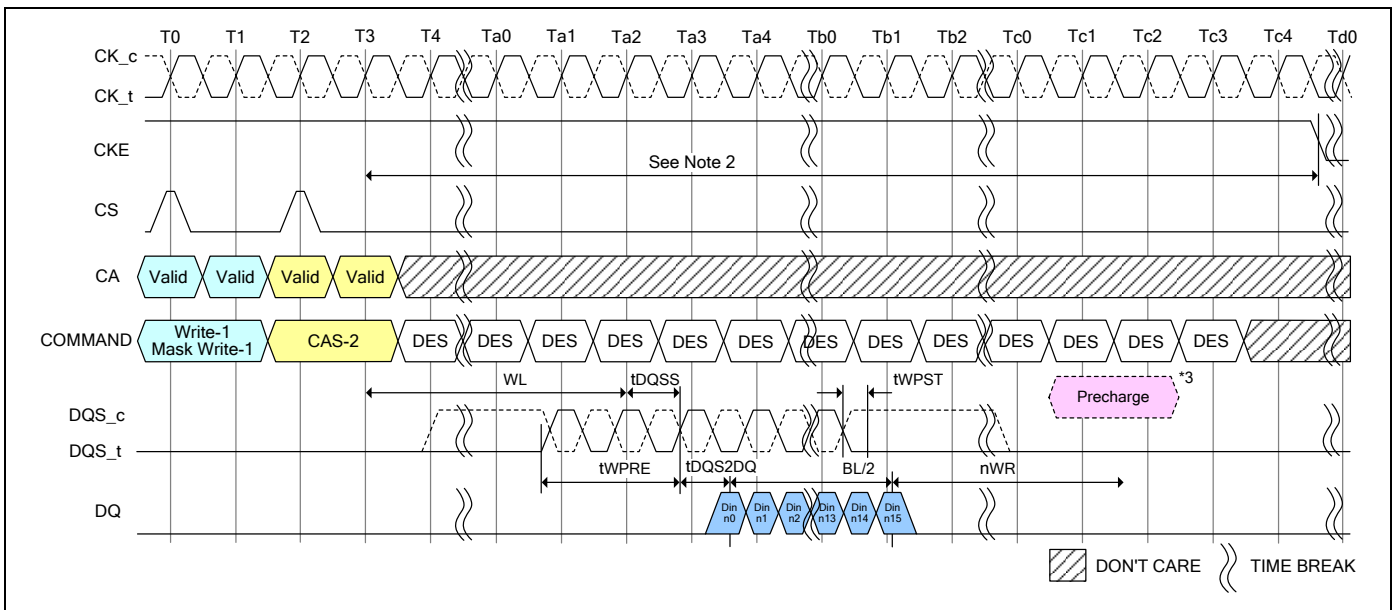 T0 T1 T2 T3 T4 Ta0 Ta1 Ta2 Ta3 Ta4 Tb0 Tb1 Tb2 Tc0 Tc1 Tc2 Tc3 Tc4 Td0
CK_c
CK_t
CKE
See Note 2
CS
CA Valid Valid Valid Valid
COMMAND Write-1 Mask Write-1 CAS-2 DES DES DES DES DES DES DES DES DES DES DES DES DES
WL tDQSS tWPST
Precharge *3
DQS_c
DQS_t
tWPRE tDQS2DQ BL/2 nWR
DQ Din n0 Din n1 Din n2 Din n13 Din n14 Din n15
DON'T CARE TIME BREAK